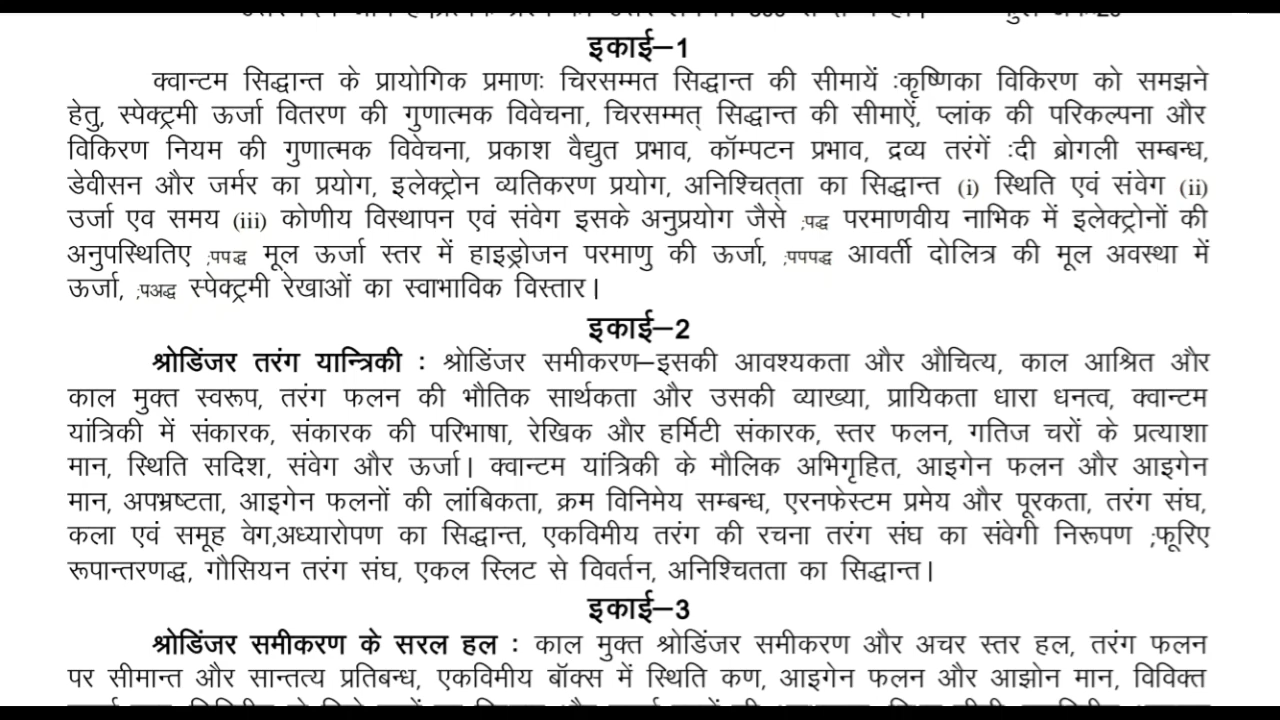 इकाई–1
क्वान्टम सिद्धान्त के प्रायोगिक प्रमाणः चिरसम्मत सिद्धान्त की सीमायें :कृष्णिका विकिरण को समझने
हेतु, स्पेक्ट्रमी ऊर्जा वितरण की गुणात्मक विवेचना, चिरसम्मत् सिद्धान्त की सीमाऐं, प्लांक की परिकल्पना और
विकिरण नियम की गुणात्मक विवेचना, प्रकाश वैद्युत प्रभाव, कॉम्पटन प्रभाव, द्रव्य तरंगें :दी ब्रोगली सम्बन्ध,
डेवीसन और जर्मर का प्रयोग, इलेक्ट्रोन व्यतिकरण प्रयोग, अनिश्चित्ता का सिद्धान्त (i) स्थिति एवं संवेग (ii)
उर्जा एव समय (iii) कोणीय विस्थापन एवं संवेग इसके अनुप्रयोग जैसे ;पद्ध परमाणवीय नाभिक में इलेक्ट्रोनों की
अनुपस्थितिए ;पपद्ध मूल ऊर्जा स्तर में हाइड्रोजन परमाणु की ऊर्जा, ;पपपद्ध आवर्ती दोलित्र की मूल अवस्था में
ऊर्जा, ;पअद्ध स्पेक्ट्रमी रेखाओं का स्वाभाविक विस्तार।
इकाई–2
श्रोडिंजर तरंग यान्त्रिकी : श्रोडिंजर समीकरण–इसकी आवश्यकता और औचित्य, काल आश्रित और
काल मुक्त स्वरूप, तरंग फलन की भौतिक सार्थकता और उसकी व्याख्या, प्रायिकता धारा धनत्व, क्वान्टम
यांत्रिकी में संकारक, संकारक की परिभाषा, रेखिक और हर्मिटी संकारक, स्तर फलन, गतिज चरों के प्रत्याशा
मान, स्थिति सदिश, संवेग और ऊर्जा। क्वान्टम यांत्रिकी के मौलिक अभिगृहित, आइगेन फलन और आइगेन
मान, अपभ्रष्टता, आइगेन फलनों की लांबिकता, क्रम विनिमेय सम्बन्ध, एरनफेस्टम प्रमेय और पूरकता, तरंग संघ,
कला एवं समूह वेग,अध्यारोपण का सिद्धान्त, एकविमीय तरंग की रचना तरंग संघ का संवेगी निरूपण ;फूरिए
रूपान्तरणद्ध, गौसियन तरंग संघ, एकल स्लिट से विवर्तन, अनिश्चितता का सिद्धान्त।
इकाई–3
श्रोडिंजर समीकरण के सरल हल : काल मुक्त श्रोडिंजर समीकरण और अचर स्तर हल, तरंग फलन
पर सीमान्त और सान्तत्य प्रतिबन्ध, एकविमीय बॉक्स में स्थिति कण, आइगेन फलन और आझोन मान, विविक्त